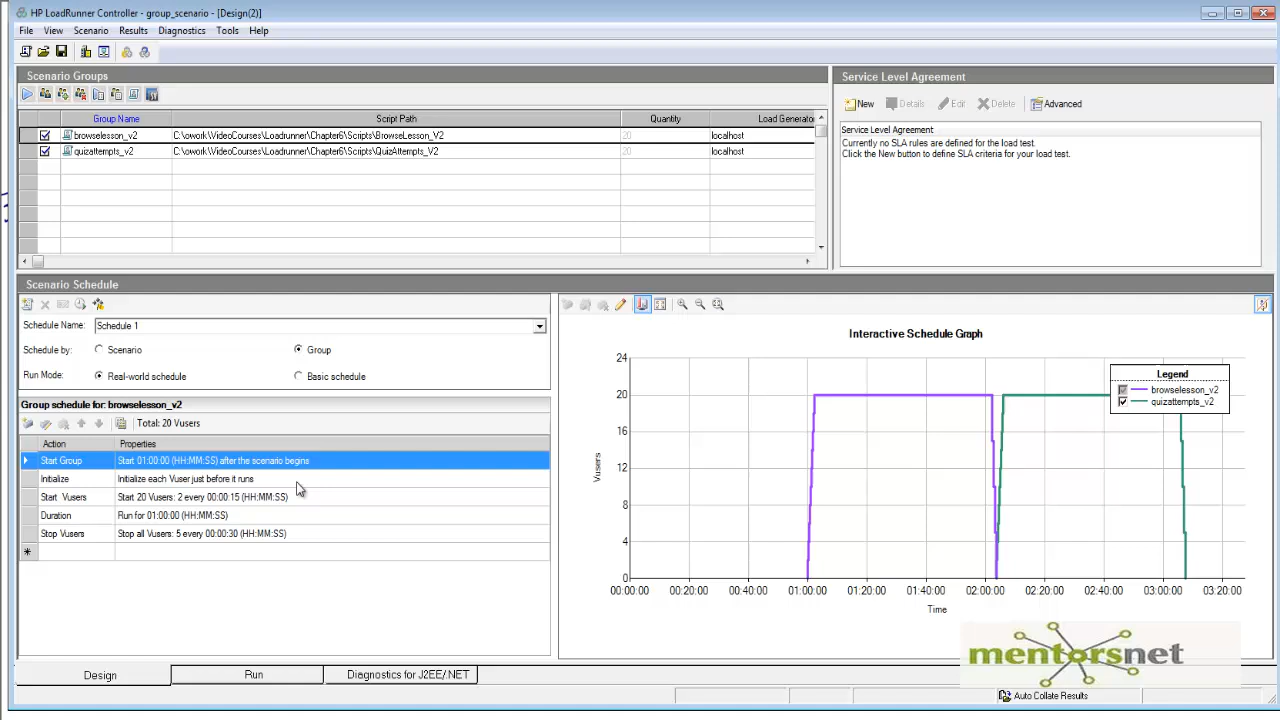 HP LoadRunner Controller - group_scenario - [Design(2)]
File View Scenario Results Diagnostics Tools Help
Scenario Groups
Group Name Script Path Quantity Load Generator
browselesson_v2 C:\owork\VideoCourses\Loadrunner\Chapter6\Scripts\BrowseLesson_V2 20 localhost
quizattempts_v2 C:\owork\VideoCourses\Loadrunner\Chapter6\Scripts\QuizAttempts_V2 20 localhost
Service Level Agreement
New Details Edit Delete Advanced
Service Level Agreement
Currently no SLA rules are defined for the load test.
Click the New button to define SLA criteria for your load test.
Scenario Schedule
Schedule Name: Schedule 1
Schedule by: Scenario Group
Run Mode: Real-world schedule Basic schedule
Group schedule for: browselesson_v2
Total: 20 Vusers
Action Properties
Start Group Start 01:00:00 (HH:MM:SS) after the scenario begins
Initialize Initialize each Vuser just before it runs
Start Vusers Start 20 Vusers: 2 every 00:00:15 (HH:MM:SS)
Duration Run for 01:00:00 (HH:MM:SS)
Stop Vusers Stop all Vusers: 5 every 00:00:30 (HH:MM:SS)
*
Interactive Schedule Graph
Legend
browselesson_v2
quizattempts_v2
24
20
16
12
8
4
0
Vusers
00:00:00 00:20:00 00:40:00 01:00:00 01:20:00 01:40:00 02:00:00 02:20:00 02:40:00 03:00:00 03:20:00
Time
mentorsnet
Design Run Diagnostics for J2EE/.NET
Auto Collate Results